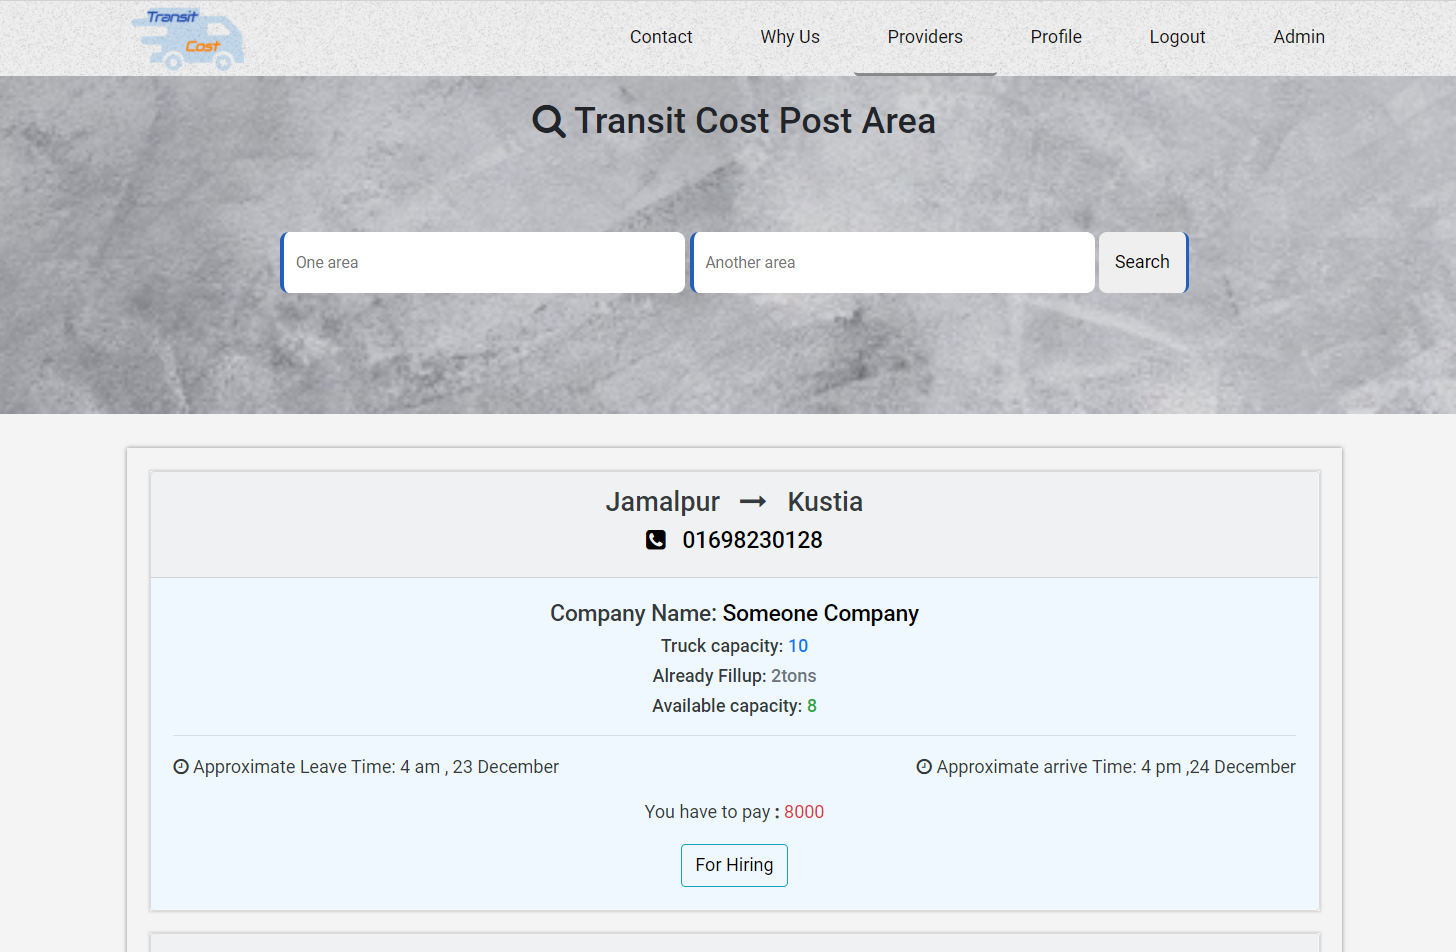 Transit
Cost
Contact
Why Us
Providers
Profile
Logout
Admin
Transit Cost Post Area
One area
Another area
Search
Jamalpur → Kustia
01698230128
Company Name: Someone Company
Truck capacity: 10
Already Fillup: 2tons
Available capacity: 8
Approximate Leave Time: 4 am , 23 December
Approximate arrive Time: 4 pm ,24 December
You have to pay : 8000
For Hiring